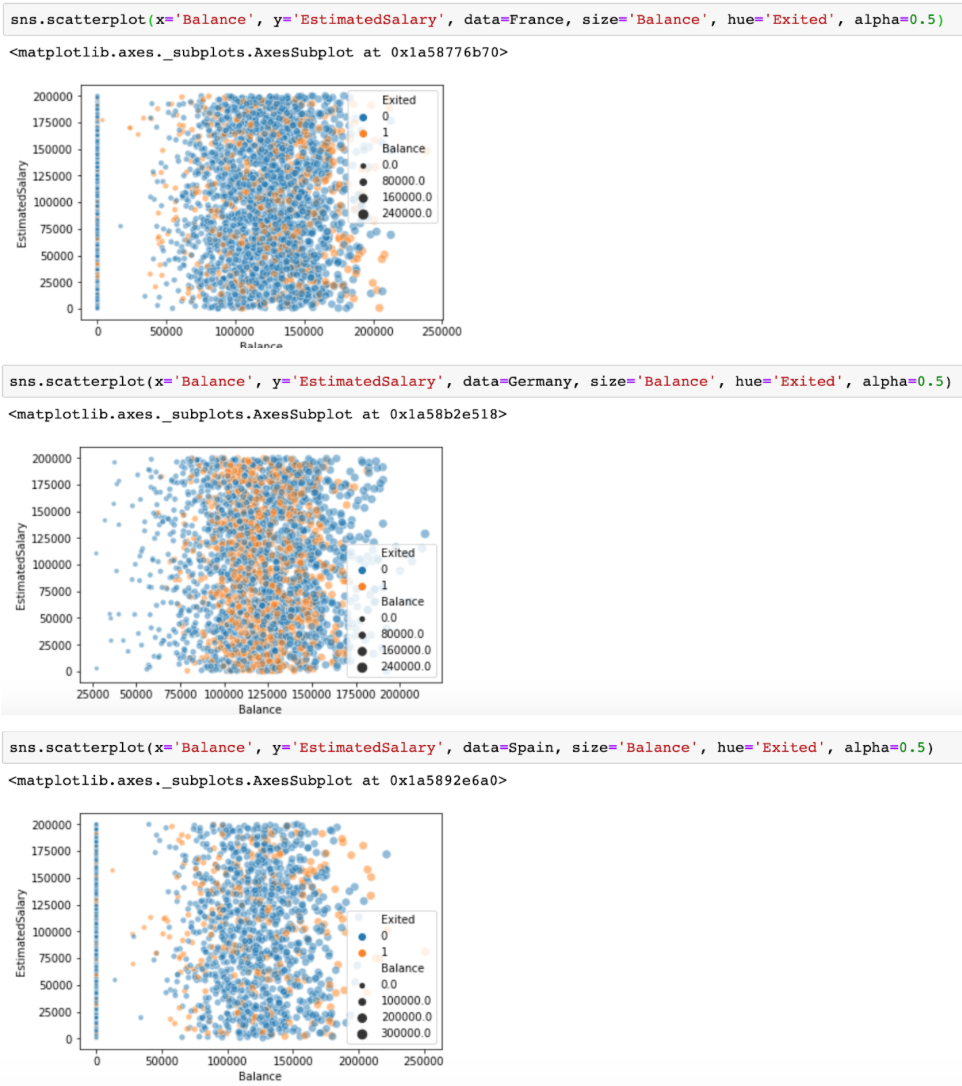 sns.scatterplot(x='Balance', y='EstimatedSalary', data=France, size='Balance', hue='Exited', alpha=0.5)
<matplotlib.axes._subplots.AxesSubplot at 0x1a58776b70>
200000
175000
150000
125000
100000
75000
50000
25000
0
EstimatedSalary
Exited
0
1
Balance
0.0
80000.0
160000.0
240000.0
0 50000 100000 150000 200000 250000
Balance
sns.scatterplot(x='Balance', y='EstimatedSalary', data=Germany, size='Balance', hue='Exited', alpha=0.5)
<matplotlib.axes._subplots.AxesSubplot at 0x1a58b2e518>
200000
175000
150000
125000
100000
75000
50000
25000
0
EstimatedSalary
Exited
0
1
Balance
0.0
80000.0
160000.0
240000.0
25000 50000 75000 100000 125000 150000 175000 200000
Balance
sns.scatterplot(x='Balance', y='EstimatedSalary', data=Spain, size='Balance', hue='Exited', alpha=0.5)
<matplotlib.axes._subplots.AxesSubplot at 0x1a5892e6a0>
200000
175000
150000
125000
100000
75000
50000
25000
0
EstimatedSalary
Exited
0
1
Balance
0.0
100000.0
200000.0
300000.0
0 50000 100000 150000 200000 250000
Balance